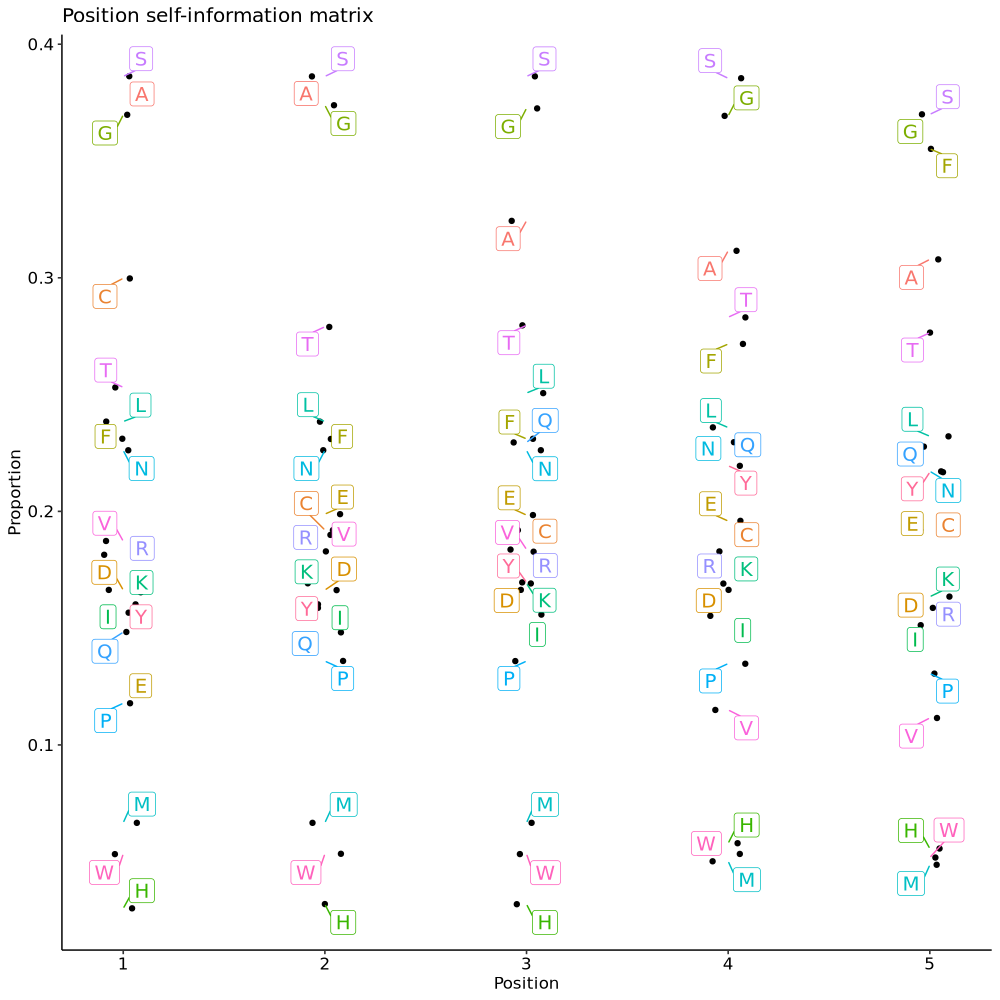 Position self-information matrix
0.4
S S S S S
A A G G
G G G F
A A A
0.3
C T
T T F T
T L
L L F Q L L
F F N Q Q
N N N Y Y N
0.2
C E E E E C
V R V V C C
R R R K
D K K D Y K D K
I Y Y I D I D R
Q Q I I
E P P P P
P V V
0.1
M M M H H W
W W W W M M
H H H
1 2 3 4 5
Position
Proportion